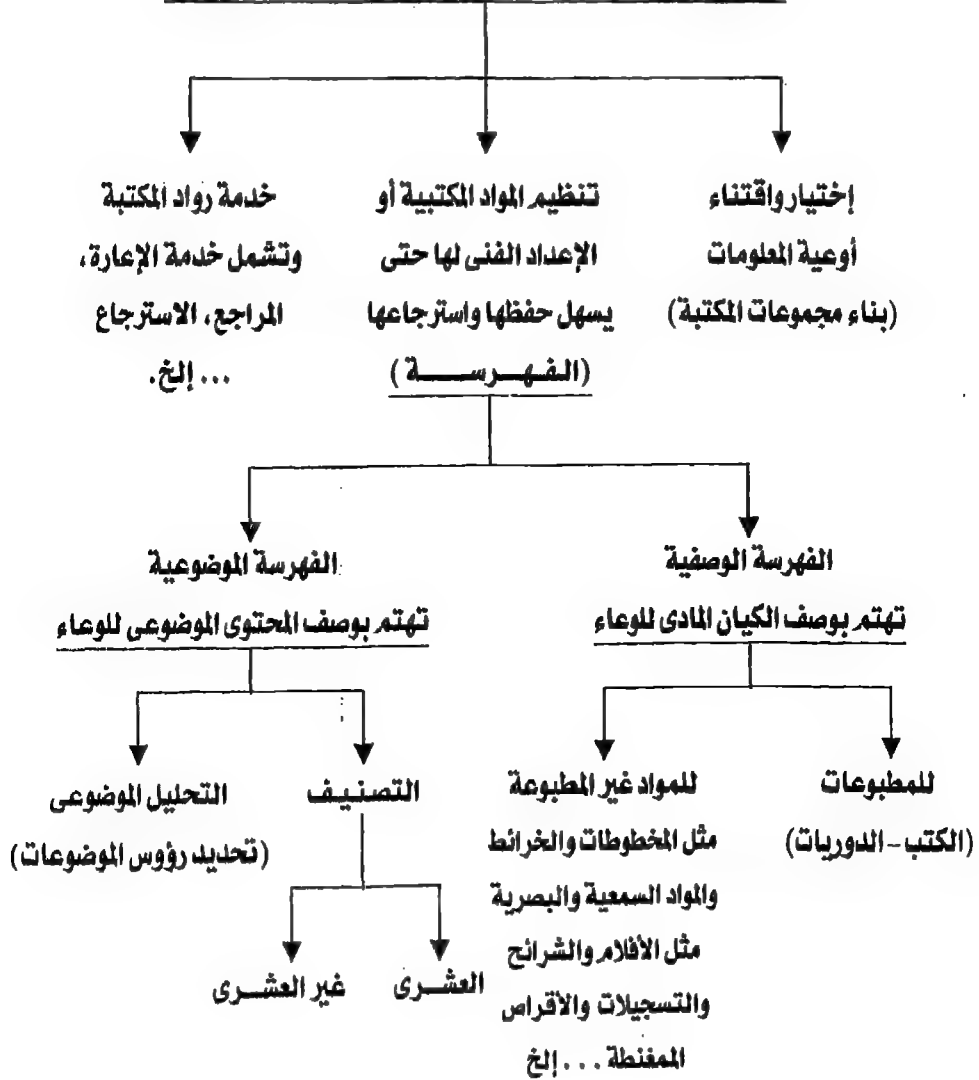 إختيار واقتناء
أوعية المعلومات
(بناء مجموعات المكتبة)
تنظيم المواد المكتبية أو
الإعداد الفنى لها حتى
يسهل حفظها واسترجاعها
(الفهرســـة)
خدمة رواد المكتبة
وتشمل خدمة الإعارة،
المراجع، الاسترجاع
... إلخ.
الفهرسة الوصفية
تهتم بوصف الكيان المادى للوعاء
الفهرسة الموضوعية
تهتم بوصف المحتوى الموضوعى للوعاء
للمطبوعات
(الكتب - الدوريات)
للمواد غير المطبوعة
مثل المخطوطات والخرائط
والمواد السمعية والبصرية
مثل الأفلام والشرائح
والتسجيلات والأقراص
الممغنطة ... إلخ
التصنيف
التحليل الموضوعى
(تحديد رؤوس الموضوعات)
العشــرى
غير العشــرى